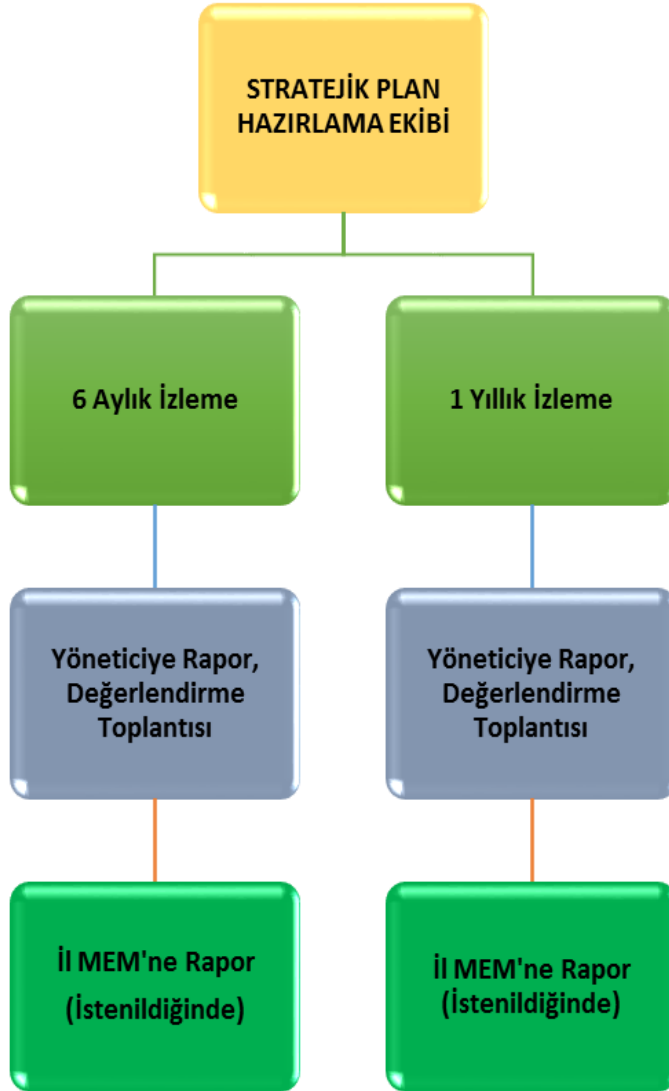 STRATEJİK PLAN
HAZIRLAMA EKİBİ
6 Aylık İzleme
1 Yıllık İzleme
Yöneticiye Rapor,
Değerlendirme
Toplantısı
Yöneticiye Rapor,
Değerlendirme
Toplantısı
İl MEM'ne Rapor
(İstenildiğinde)
İl MEM'ne Rapor
(İstenildiğinde)